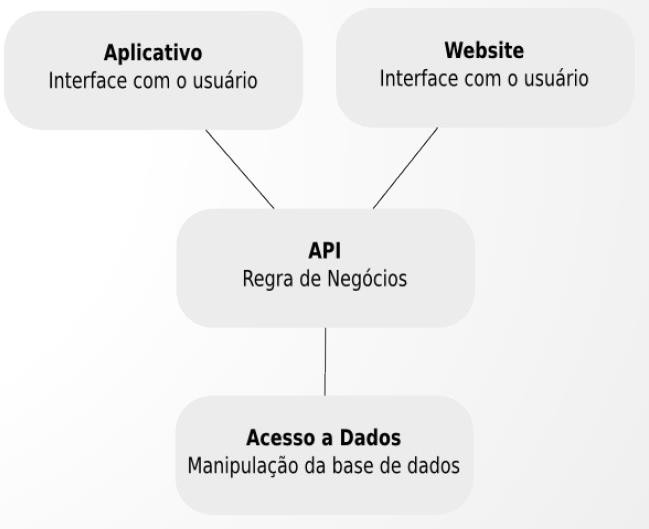 Aplicativo
Interface com o usuário
Website
Interface com o usuário
API
Regra de Negócios
Acesso a Dados
Manipulação da base de dados